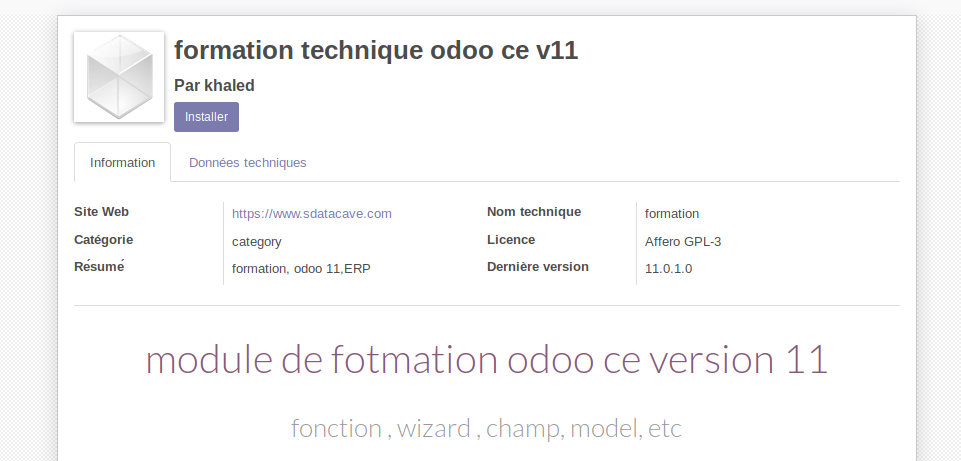 formation technique odoo ce v11
Par khaled
Installer
Information Données techniques
Site Web https://www.sdatacave.com Nom technique formation
Catégorie category Licence Affero GPL-3
Résumé formation, odoo 11,ERP Dernière version 11.0.1.0
module de fotmation odoo ce version 11
fonction , wizard , champ, model, etc